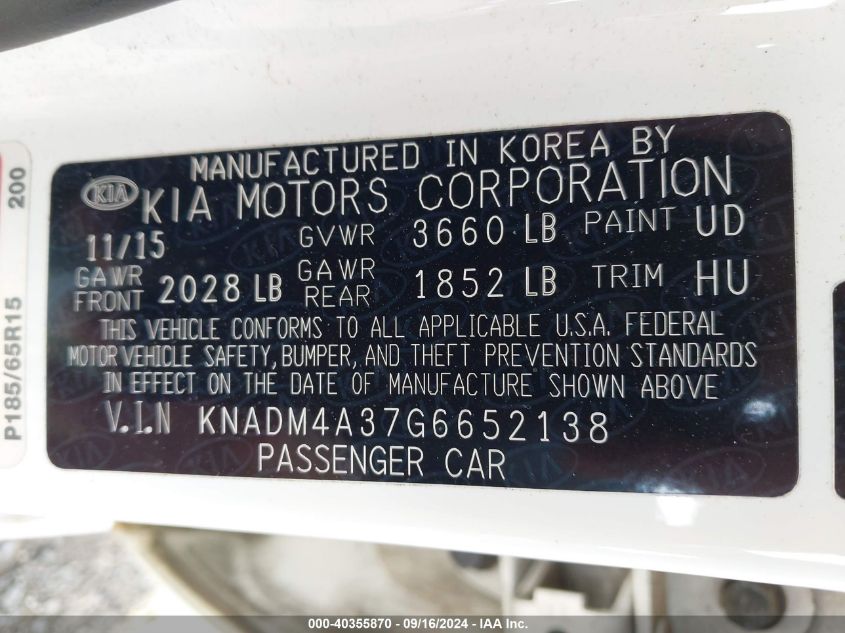 MANUFACTURED IN KOREA BY
KIA KIA MOTORS CORPORATION
11/15 GVWR 3660 LB PAINT UD
GAWR FRONT 2028 LB GAWR REAR 1852 LB TRIM HU
THIS VEHICLE CONFORMS TO ALL APPLICABLE U.S.A. FEDERAL
MOTOR VEHICLE SAFETY, BUMPER, AND THEFT PREVENTION STANDARDS
IN EFFECT ON THE DATE OF MANUFACTURE SHOWN ABOVE
V.I.N KNADM4A37G6652138
PASSENGER CAR
P185/65R15 200
000-40355870 - 09/16/2024 - IAA Inc.